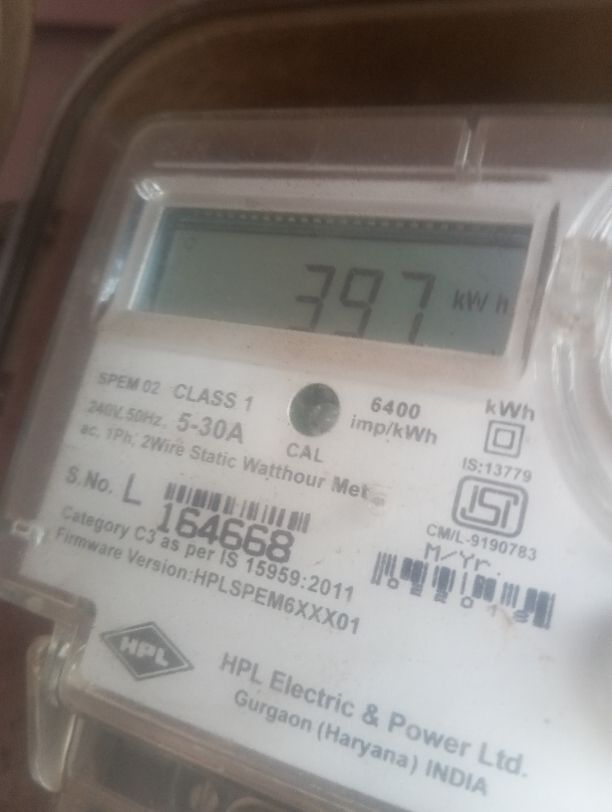 397 kWh
SPEM 02 CLASS 1
240V, 50Hz, 5-30A
ac, 1Ph, 2Wire Static Watthour Mete
CAL
6400
imp/kWh
kWh
IS:13779
ISI
CM/L-9190783
S.No. L 164668
Category C3 as per IS 15959:2011
Firmware Version:HPLSPEM6XXX01
M/Yr.
HPL
HPL Electric & Power Ltd.
Gurgaon (Haryana) INDIA